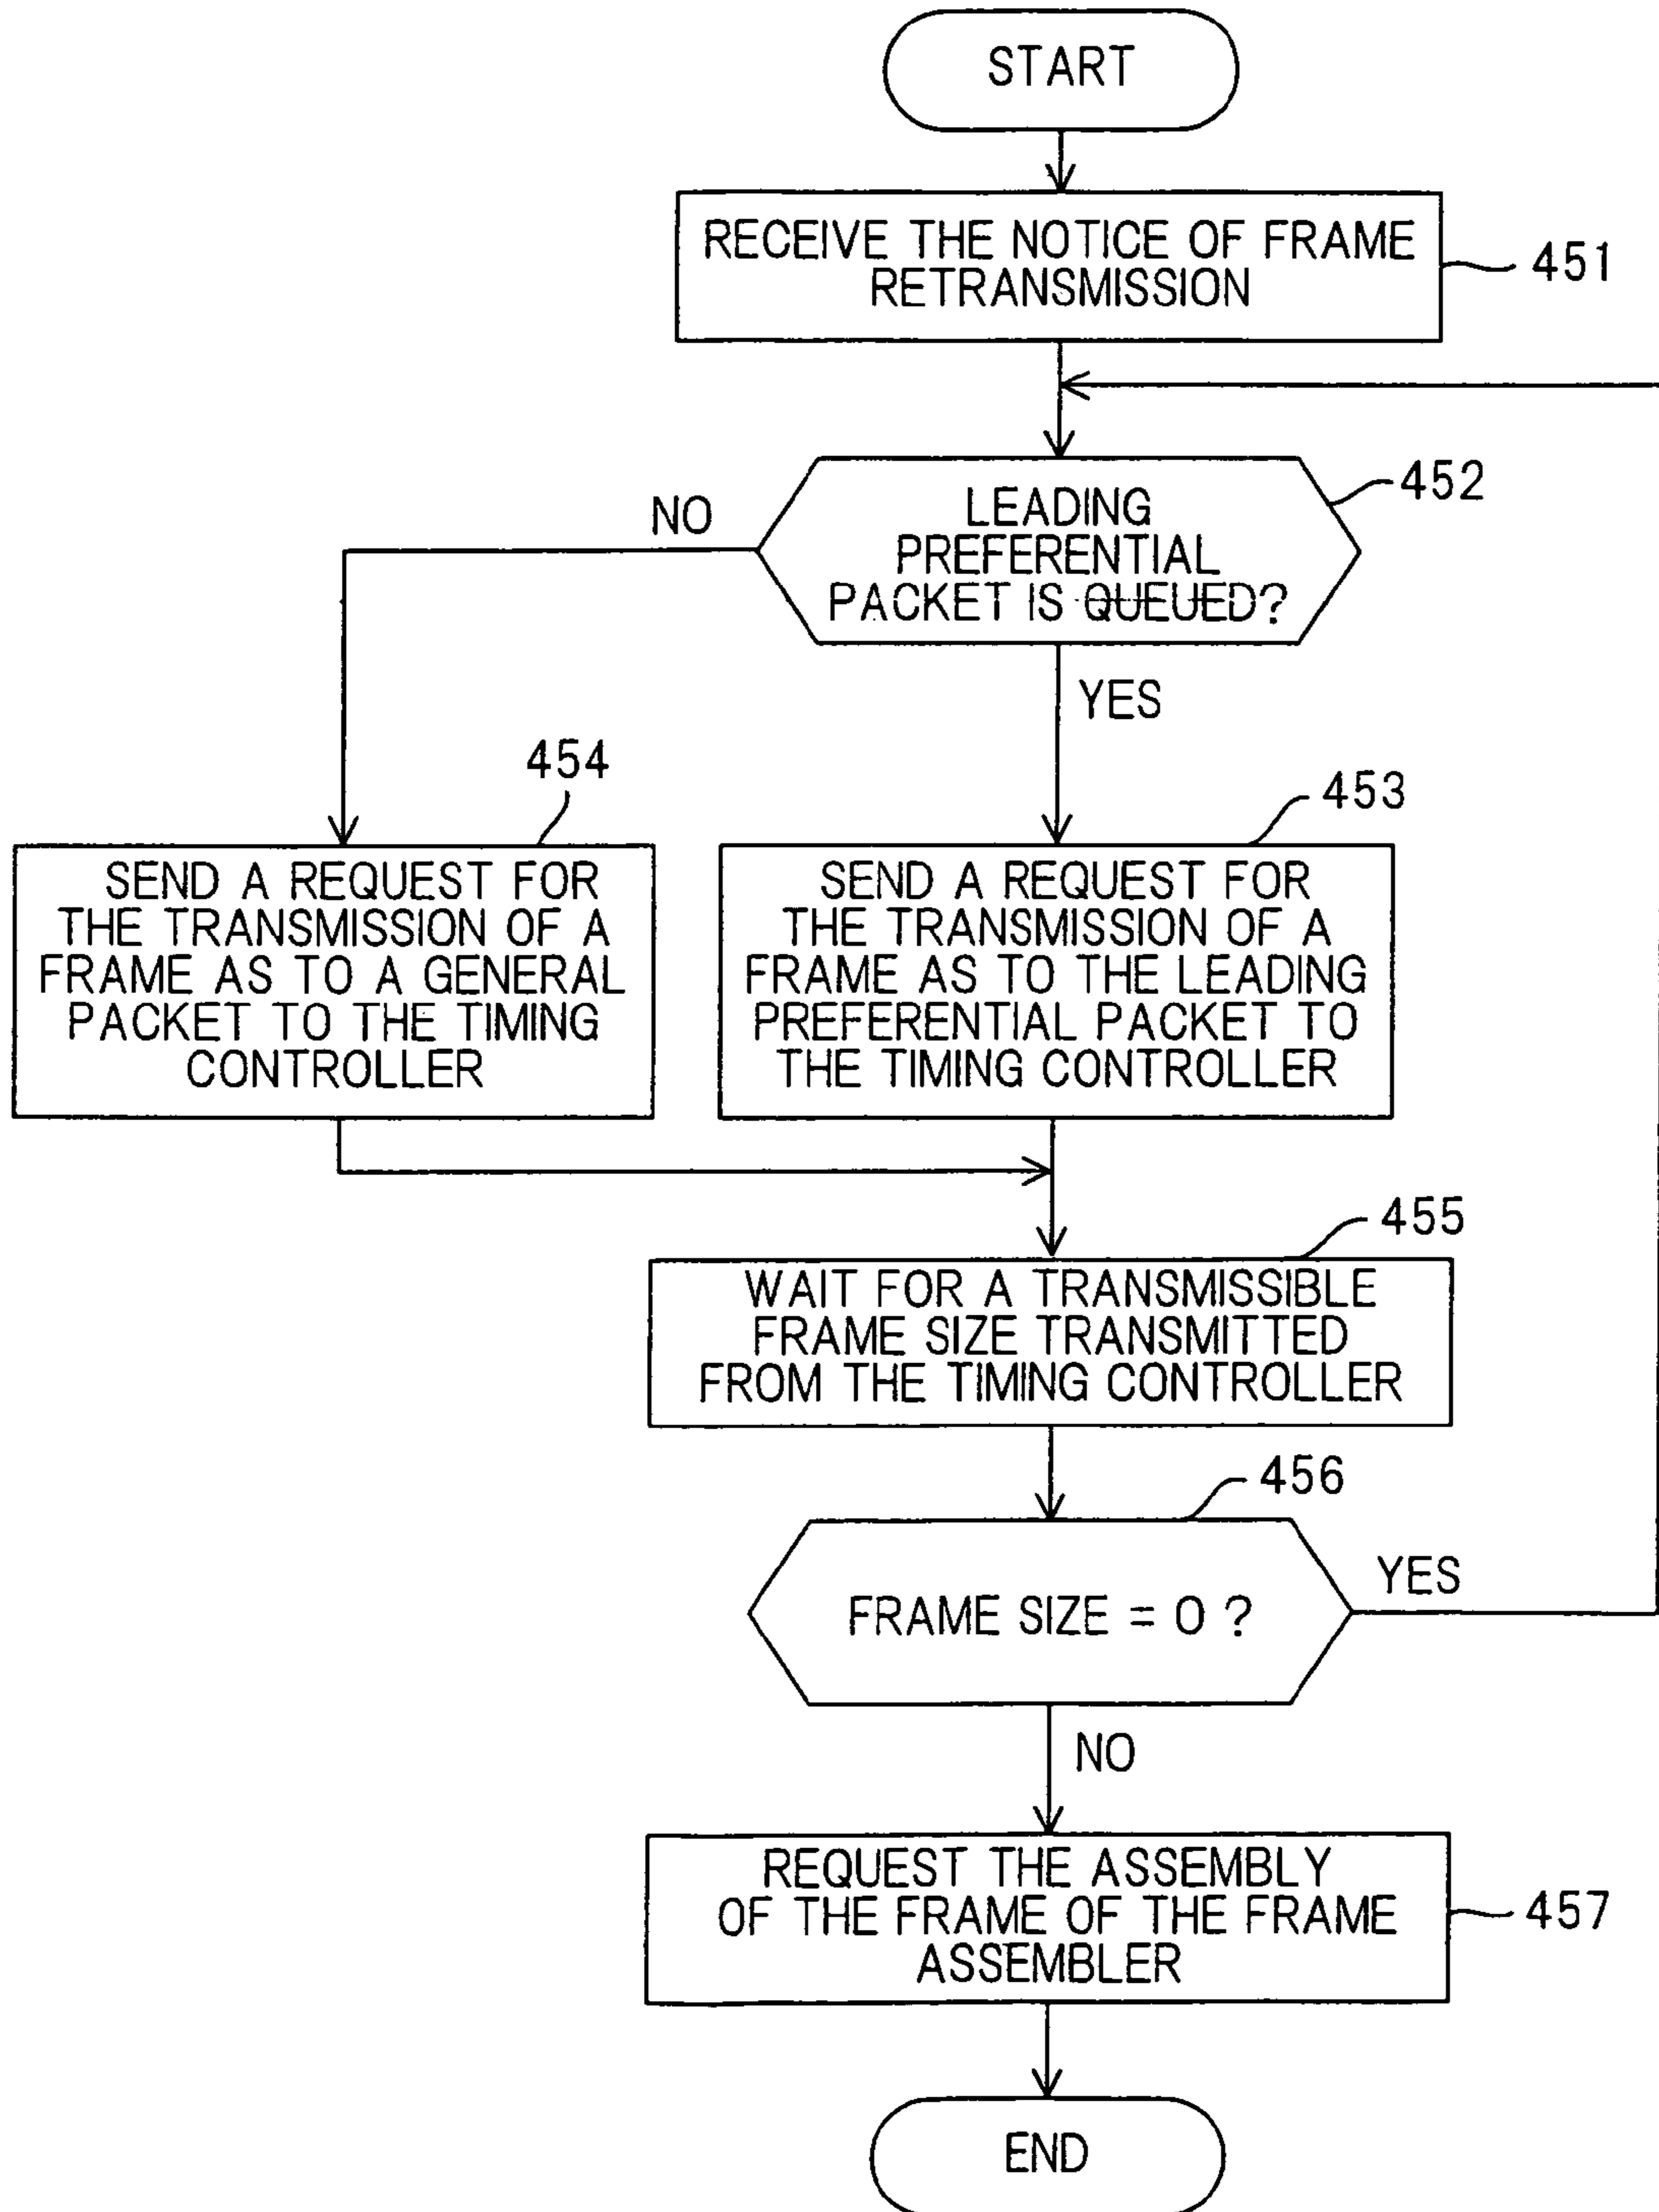 START
RECEIVE THE NOTICE OF FRAME
RETRANSMISSION
451
452
LEADING
PREFERENTIAL
PACKET IS QUEUED?
NO
YES
454
453
SEND A REQUEST FOR
THE TRANSMISSION OF A
FRAME AS TO A GENERAL
PACKET TO THE TIMING
CONTROLLER
SEND A REQUEST FOR
THE TRANSMISSION OF A
FRAME AS TO THE LEADING
PREFERENTIAL PACKET TO
THE TIMING CONTROLLER
455
WAIT FOR A TRANSMISSIBLE
FRAME SIZE TRANSMITTED
FROM THE TIMING CONTROLLER
456
FRAME SIZE = 0 ?
YES
NO
REQUEST THE ASSEMBLY
OF THE FRAME OF THE FRAME
ASSEMBLER
457
END